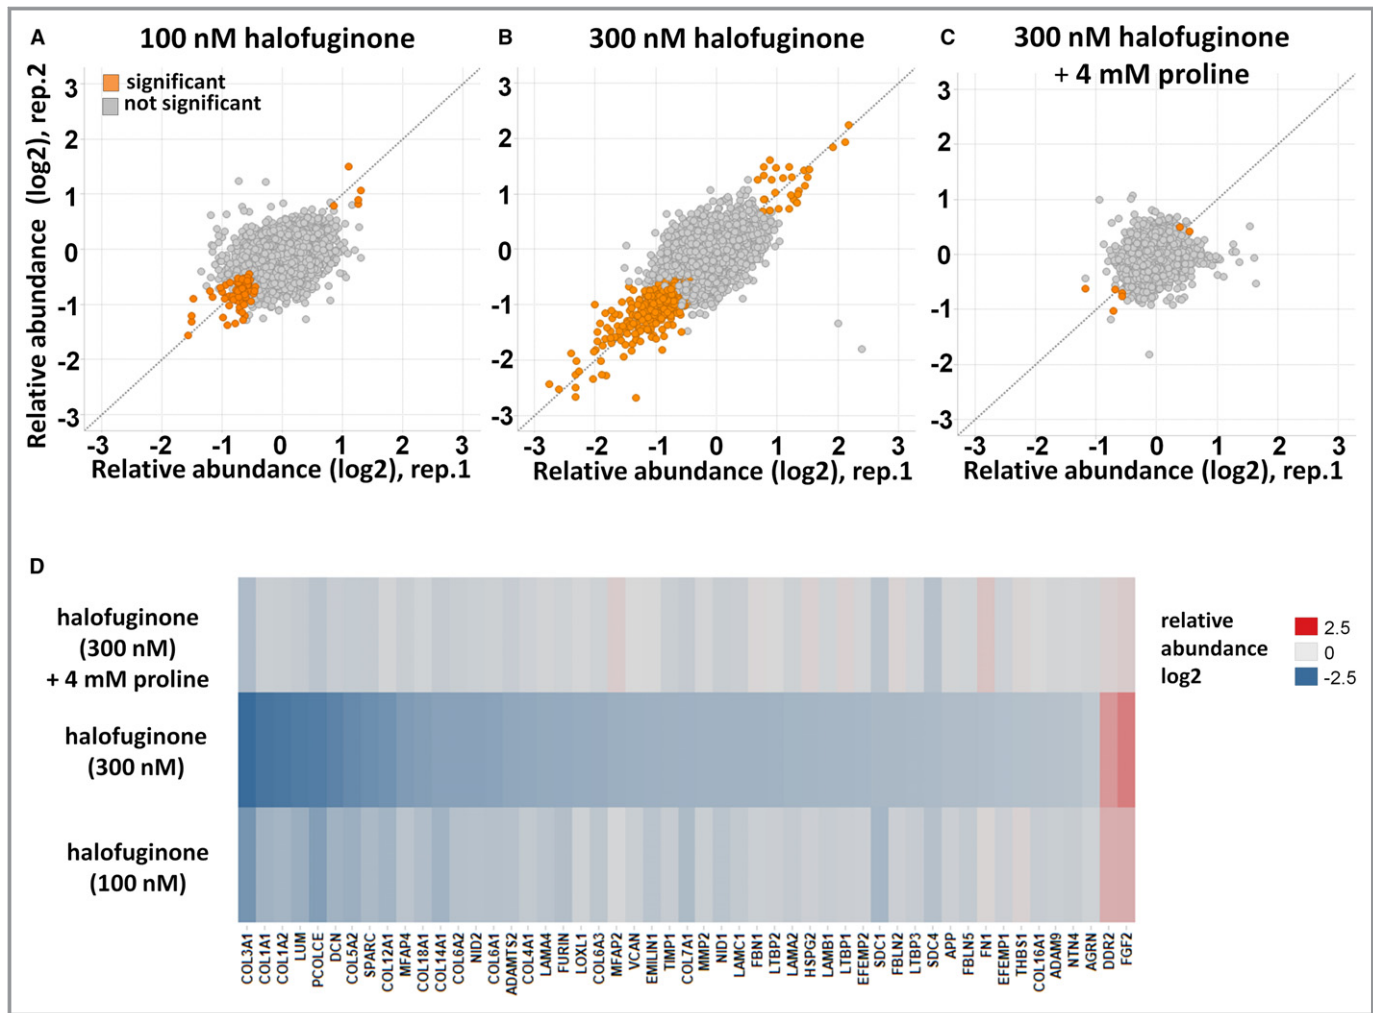 A
100 nM halofuginone
B
300 nM halofuginone
C
300 nM halofuginone
+ 4 mM proline
Relative abundance (log2), rep.2
significant
not significant
3
2
1
0
-1
-2
-3
-3 -2 -1 0 1 2 3
Relative abundance (log2), rep.1
3
2
1
0
-1
-2
-3
-3 -2 -1 0 1 2 3
Relative abundance (log2), rep.1
3
2
1
0
-1
-2
-3
-3 -2 -1 0 1 2 3
Relative abundance (log2), rep.1
D
halofuginone
(300 nM)
+ 4 mM proline
halofuginone
(300 nM)
halofuginone
(100 nM)
relative
abundance
log2
2.5
0
-2.5
COL3A1
COL1A1
COL1A2
LUM
PCOLCE
DCN
COL5A2
SPARC
COL12A1
MFAP4
COL18A1
COL14A1
COL6A2
NID2
COL6A1
ADAMTS2
COL4A1
LAMA4
FURIN
LOXL1
COL6A3
MFAP2
VCAN
EMILIN1
TIMP1
COL7A1
MMP2
NID1
LAMC1
FBN1
LTBP2
LAMA2
HSPG2
LAMB1
LTBP1
EFEMP2
SDC1
FBLN2
LTBP3
SDC4
APP
FBLN5
FN1
EFEMP1
THBS1
COL16A1
ADAM9
NTN4
AGRN
DDR2
FGF2